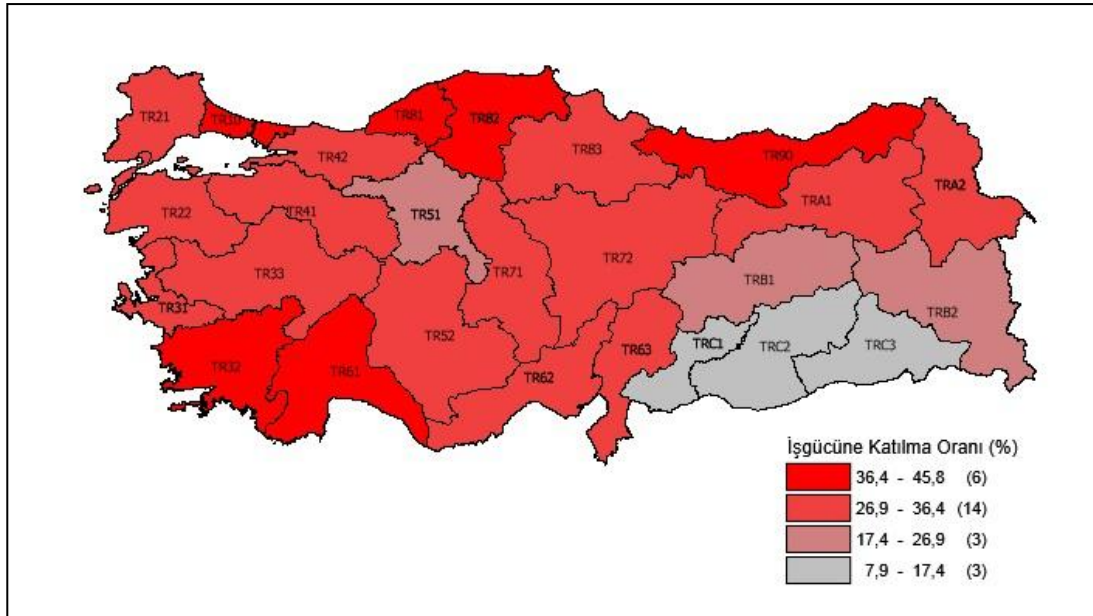 TR21
TR10
TR81
TR82
TR42
TR83
TR90
TRA2
TRA1
TR22
TR41
TR51
TR33
TR71
TR72
TRB1
TRB2
TR31
TR52
TR63
TRC1
TRC2
TRC3
TR32
TR61
TR62
İşgücüne Katılma Oranı (%)
36,4 - 45,8 (6)
26,9 - 36,4 (14)
17,4 - 26,9 (3)
7,9 - 17,4 (3)